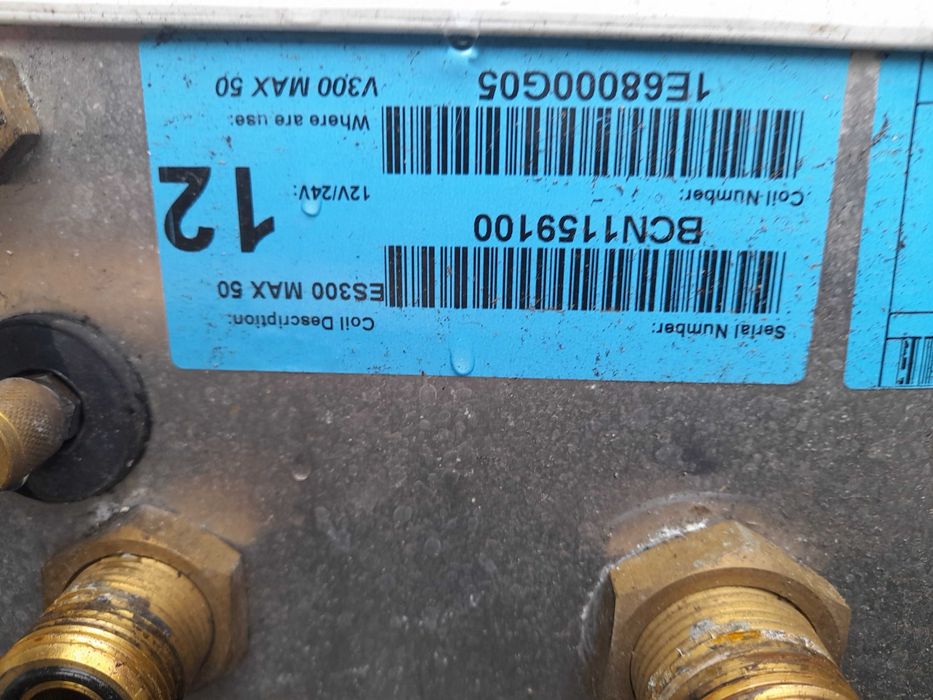 Serial Number:
BCN1159100
Coil Number:
1E68000G05
Coil Description:
ES300 MAX 50
12V/24V:
12
Where are use:
V300 MAX 50